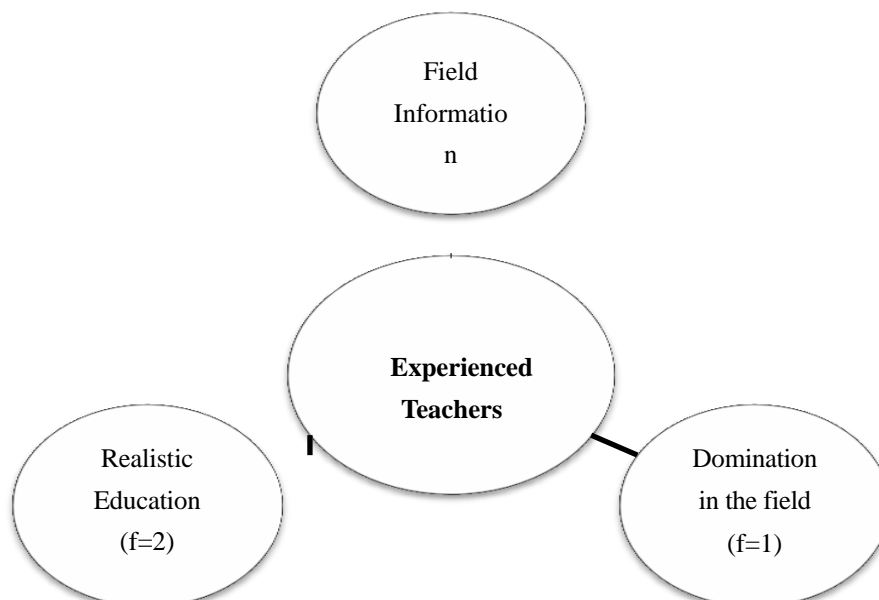 Field
Informatio
n
Experienced
Teachers
Realistic
Education
(f=2)
Domination
in the field
(f=1)